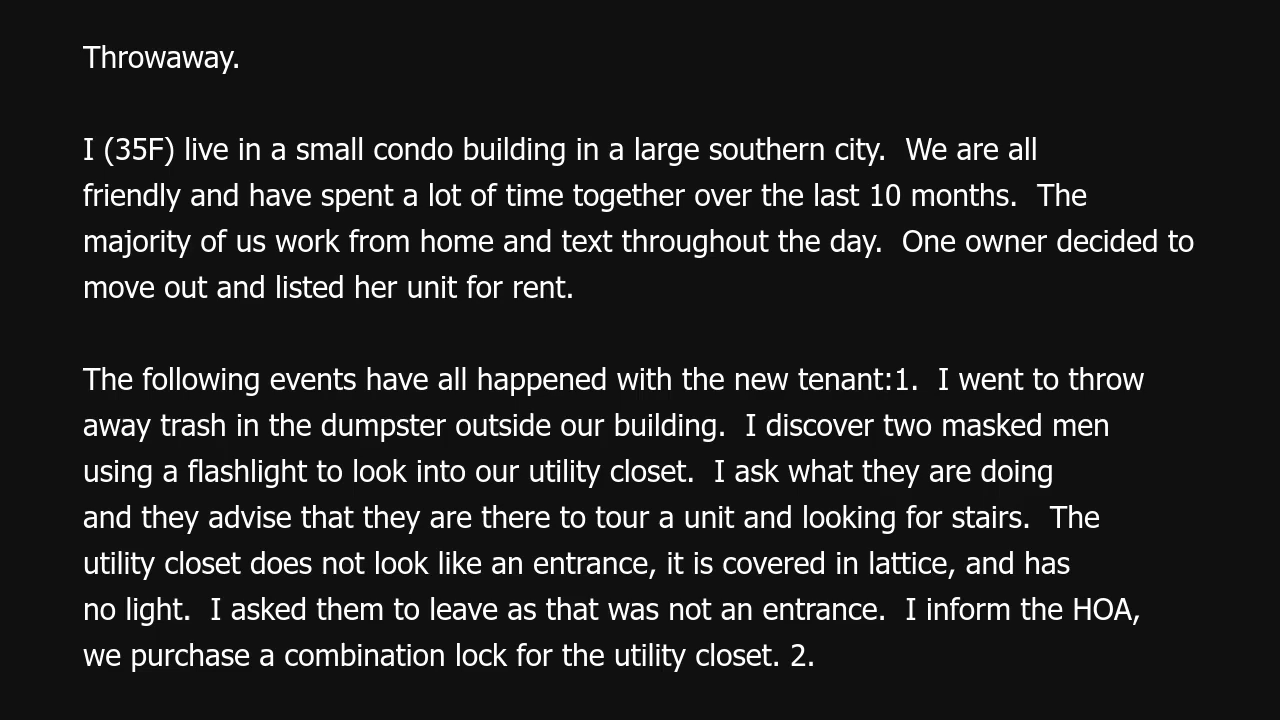 Throwaway.
I (35F) live in a small condo building in a large southern city.  We are all
friendly and have spent a lot of time together over the last 10 months.  The
majority of us work from home and text throughout the day.  One owner decided to
move out and listed her unit for rent.
The following events have all happened with the new tenant:1.  I went to throw
away trash in the dumpster outside our building.  I discover two masked men
using a flashlight to look into our utility closet.  I ask what they are doing
and they advise that they are there to tour a unit and looking for stairs.  The
utility closet does not look like an entrance, it is covered in lattice, and has
no light.  I asked them to leave as that was not an entrance.  I inform the HOA,
we purchase a combination lock for the utility closet. 2.